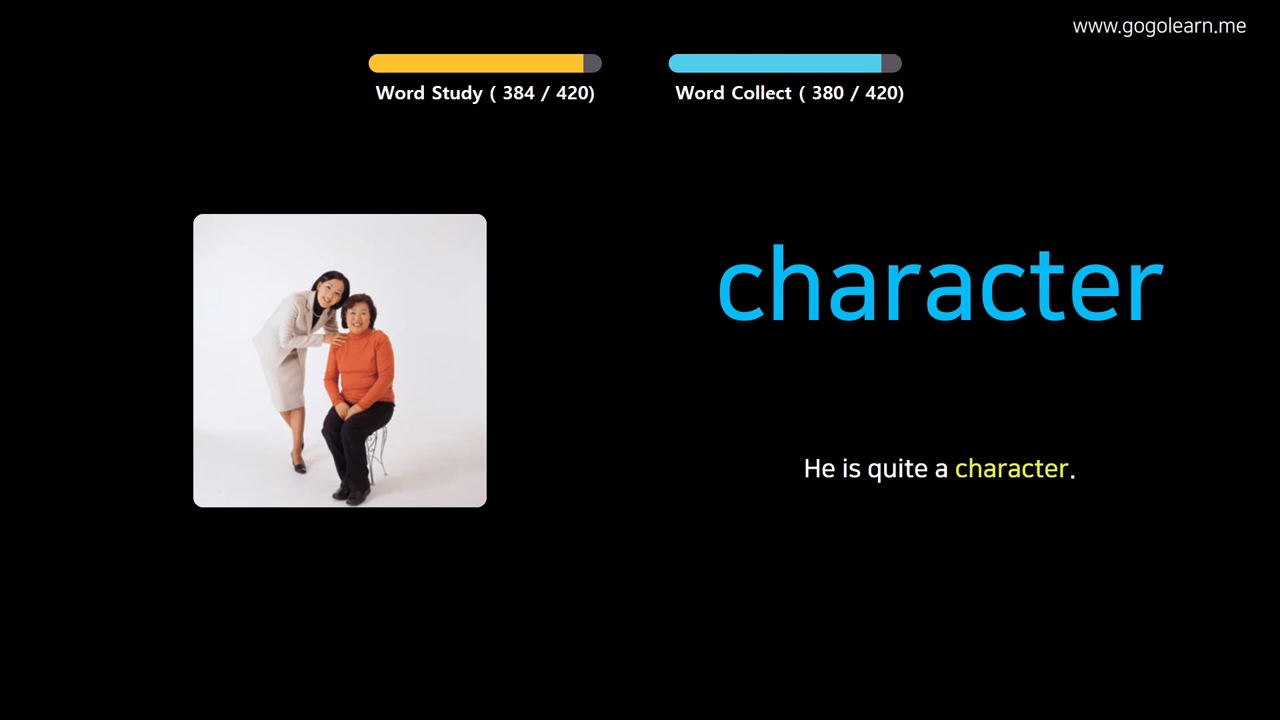 www.gogolearn.me
Word Study ( 384 / 420)
Word Collect ( 380 / 420)
character
He is quite a character.